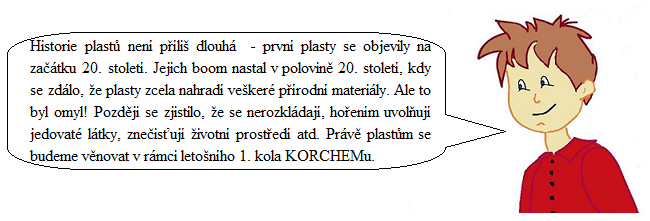 Historie plastů není příliš dlouhá - první plasty se objevily na
začátku 20. století. Jejich boom nastal v polovině 20. století, kdy
se zdálo, že plasty zcela nahradí veškeré přírodní materiály. Ale to
byl omyl! Později se zjistilo, že se nerozkládají, hořením uvolňují
jedovaté látky, znečisťují životní prostředí atd. Právě plastům se
budeme věnovat v rámci letošního 1. kola KORCHEMu.